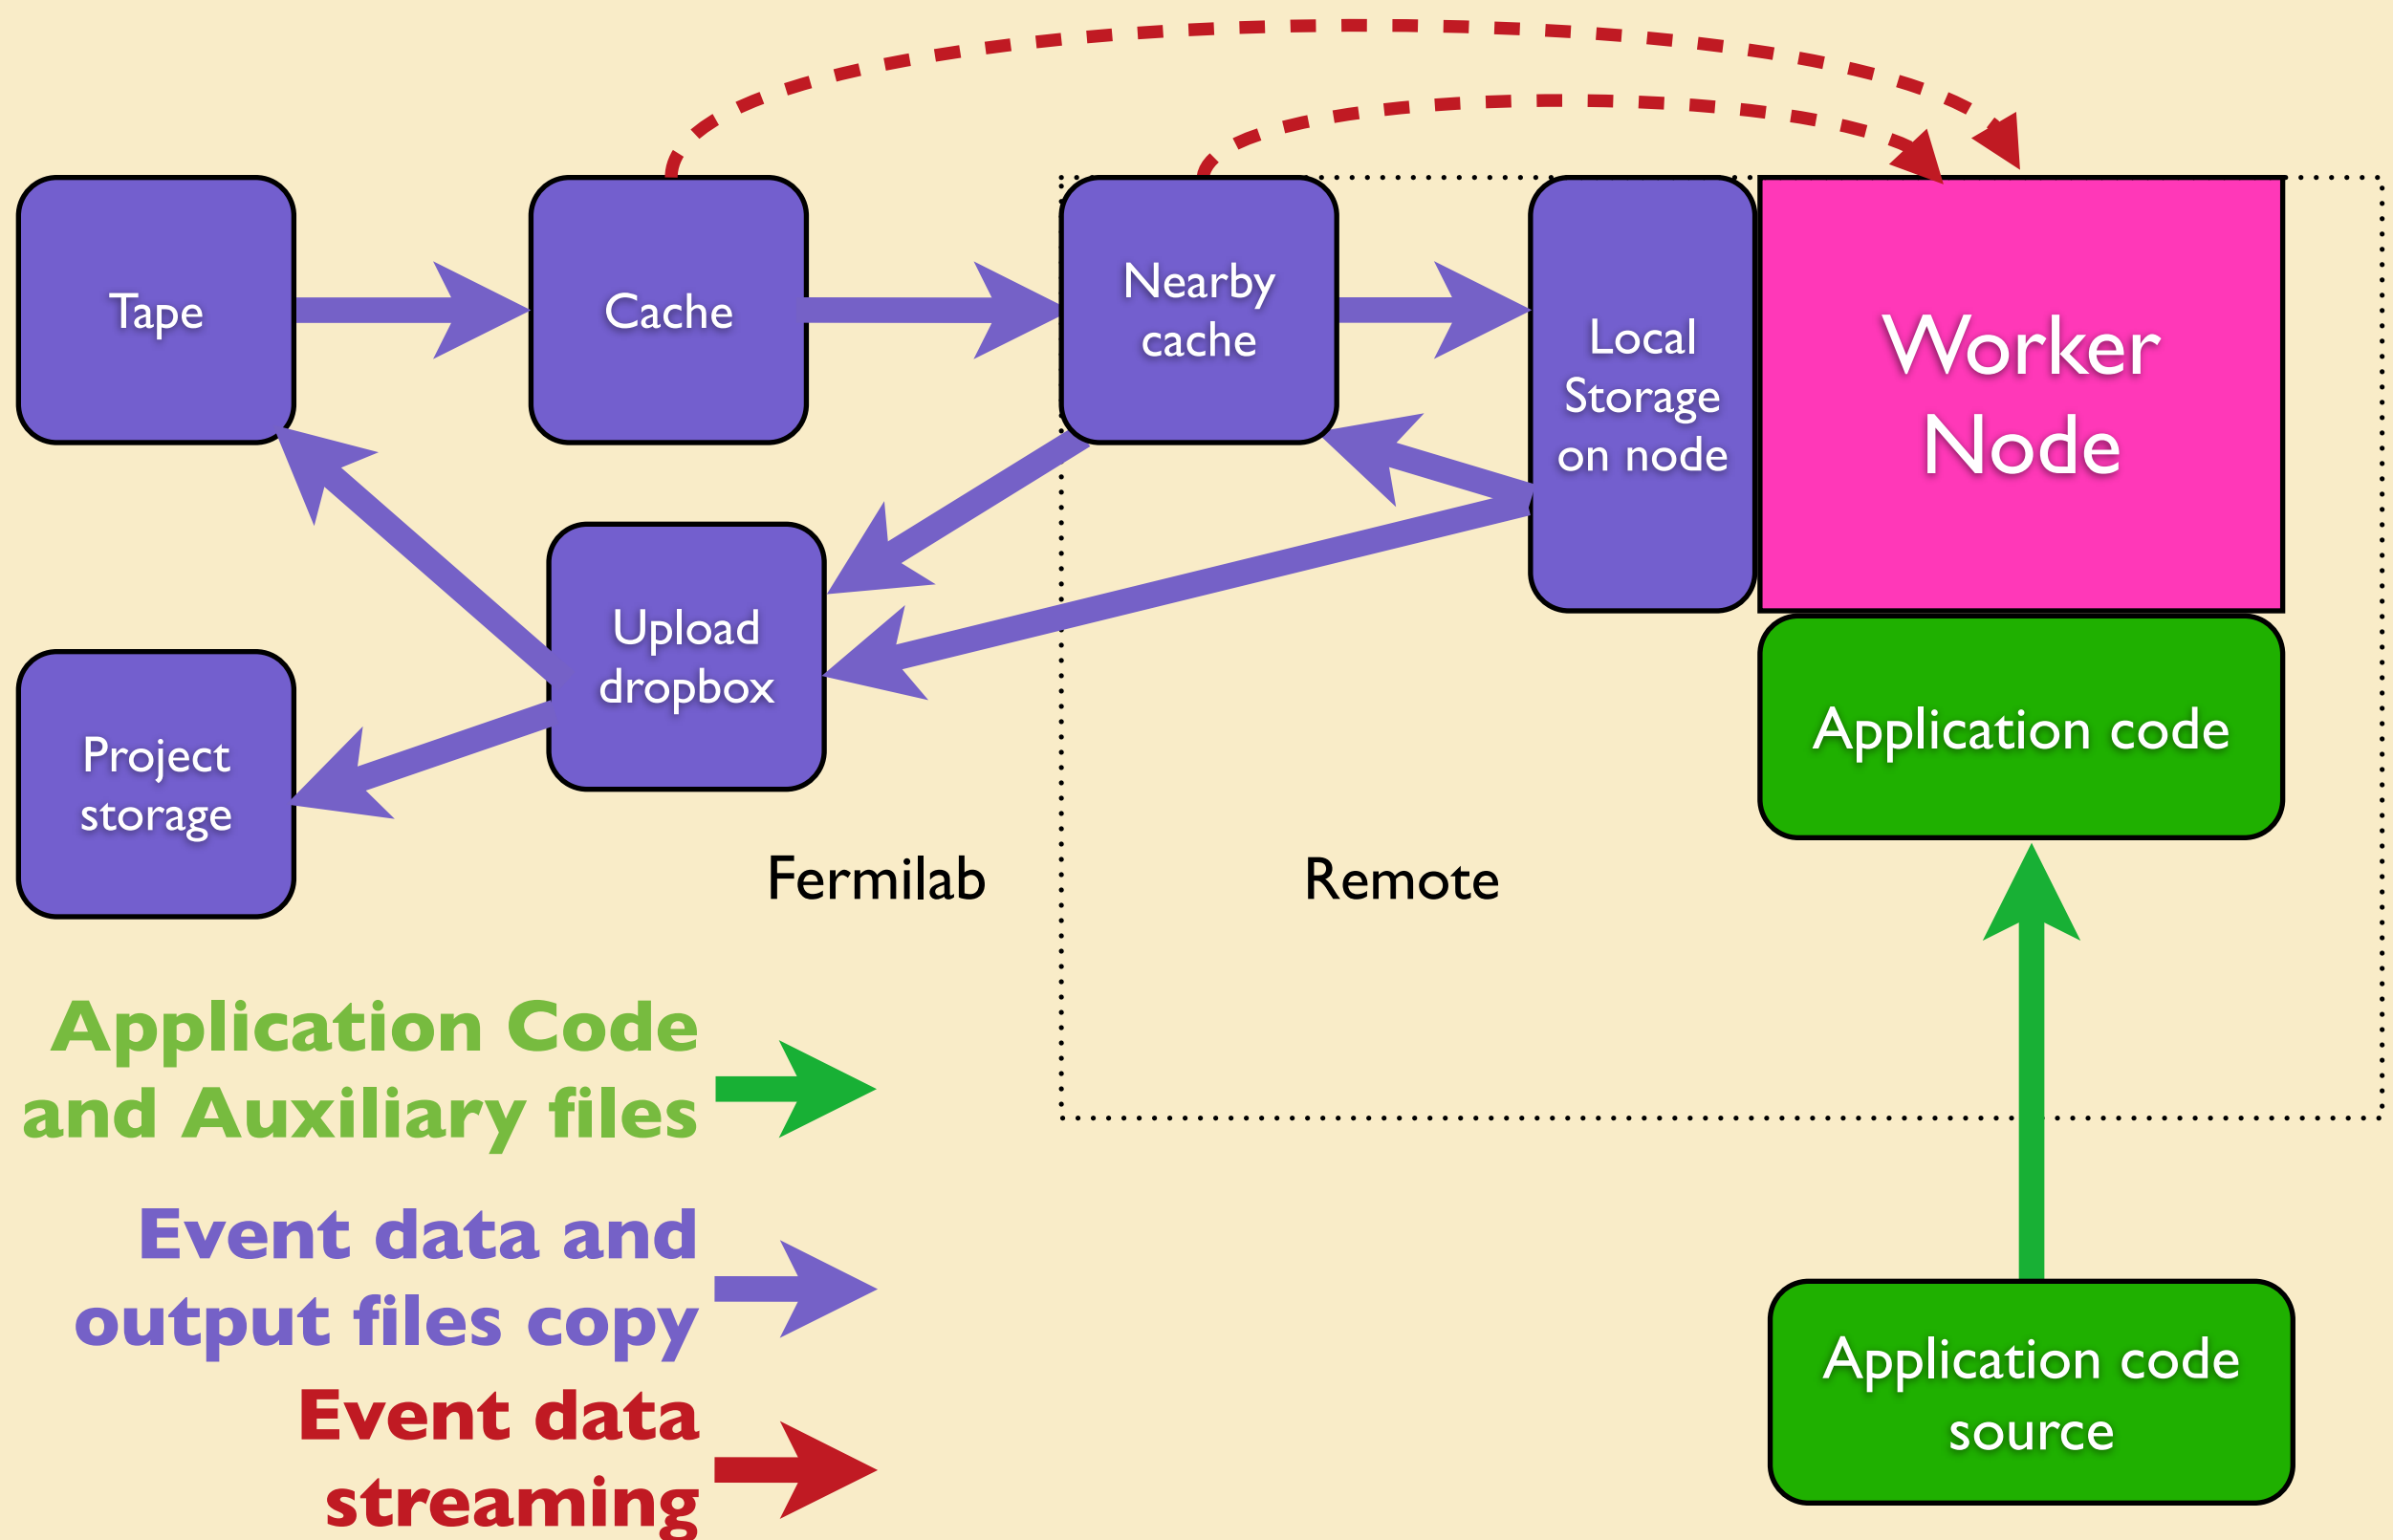 Tape
Cache
Nearby
cache
Local
Storage
on node
Worker
Node
Upload
dropbox
Project
storage
Application code
Fermilab
Remote
Application Code
and Auxiliary files
Event data and
output files copy
Event data
streaming
Application code
source